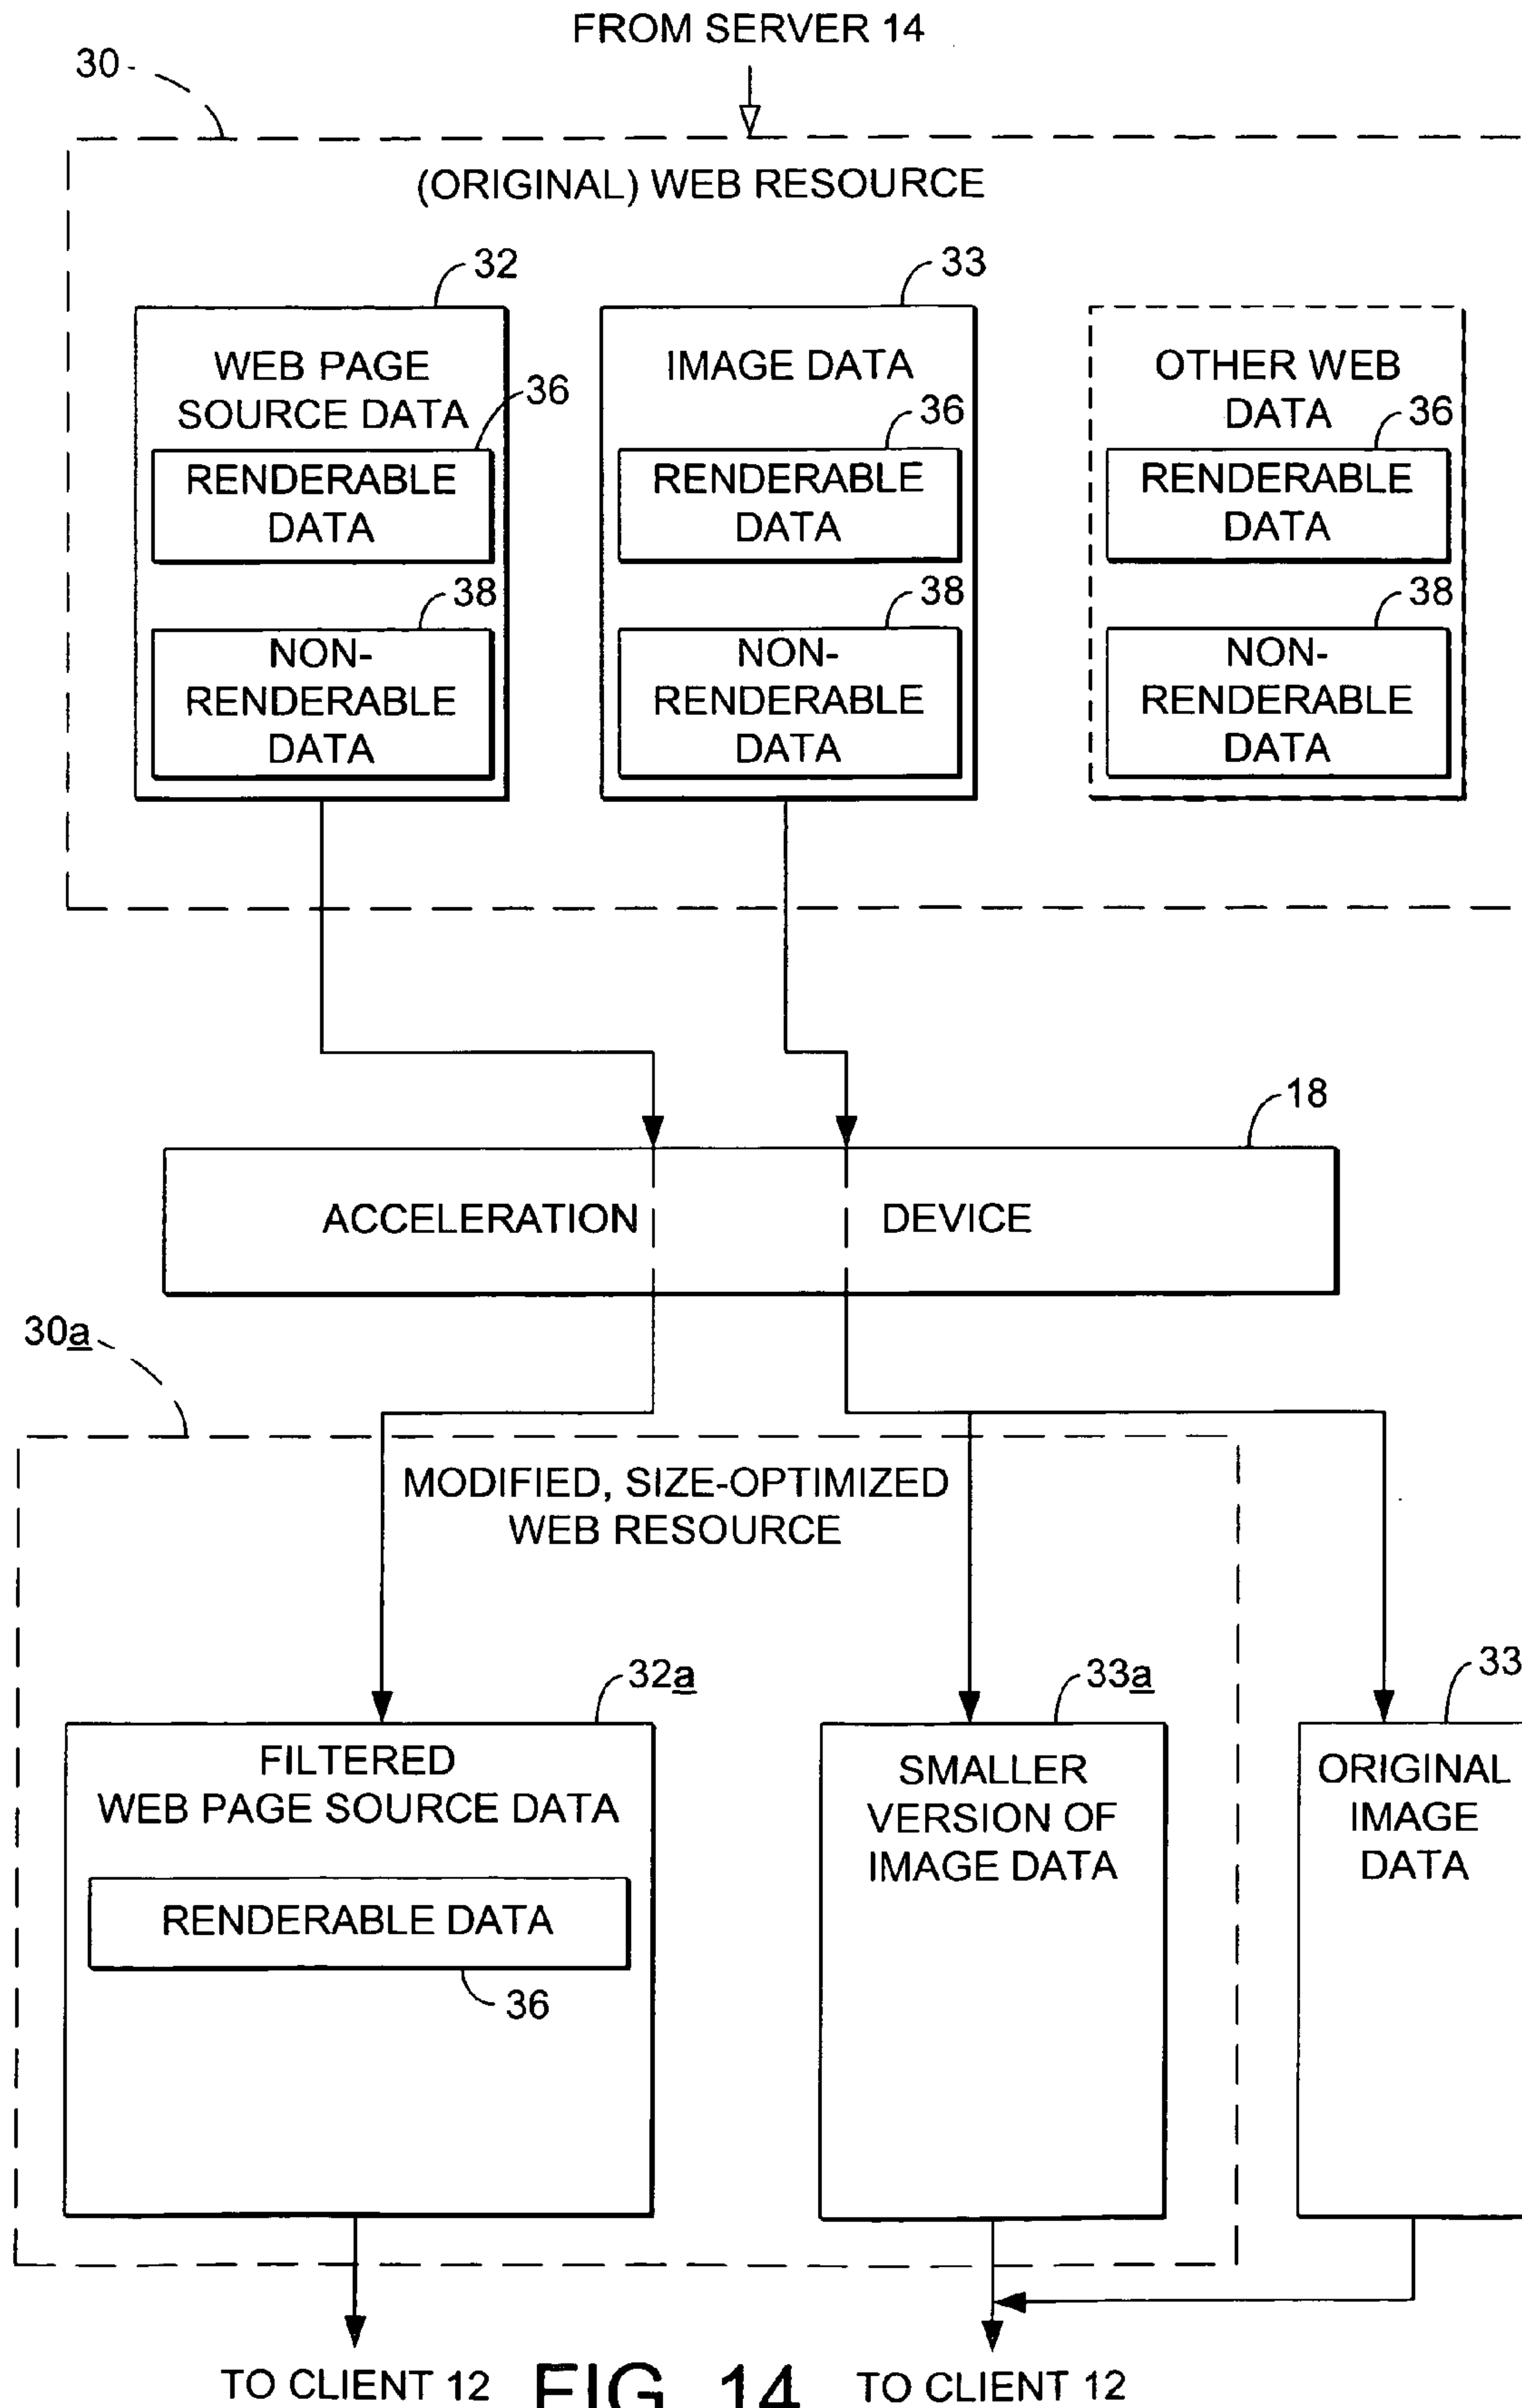 FROM SERVER 14
30
(ORIGINAL) WEB RESOURCE
32
33
WEB PAGE
SOURCE DATA
36
RENDERABLE
DATA
38
NON-
RENDERABLE
DATA
IMAGE DATA
36
RENDERABLE
DATA
38
NON-
RENDERABLE
DATA
OTHER WEB
DATA
36
RENDERABLE
DATA
38
NON-
RENDERABLE
DATA
18
ACCELERATION DEVICE
30a
MODIFIED, SIZE-OPTIMIZED
WEB RESOURCE
32a
FILTERED
WEB PAGE SOURCE DATA
RENDERABLE DATA
36
33a
SMALLER
VERSION OF
IMAGE DATA
33
ORIGINAL
IMAGE
DATA
TO CLIENT 12
FIG. 14
TO CLIENT 12